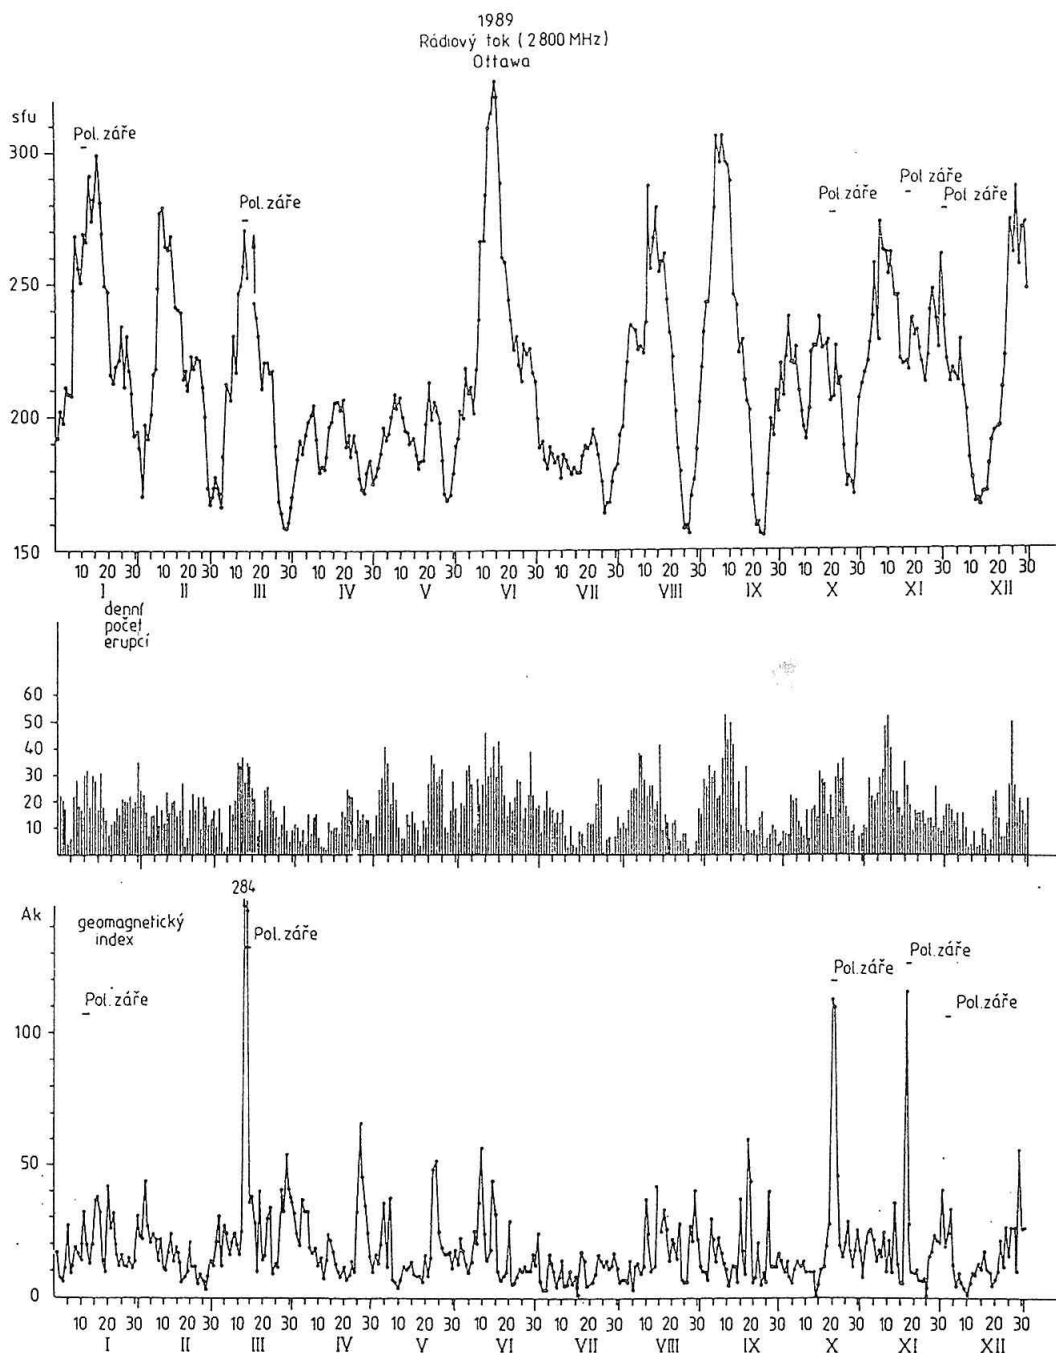 1989
Rádiový tok (2800 MHz)
Ottawa
sfu
Pol. záře
300
Pol. záře
Pol. záře
Pol. záře
Pol. záře
250
200
150
10 20 30 10 20 30 10 20 30 10 20 30 10 20 30 10 20 30 10 20 30 10 20 30 10 20 30 10 20 30 10 20 30 10 20 30
I II III IV V VI VII VIII IX X XI XII
denní
počet
erupcí
60
50
40
30
20
10
284
Ak
geomagnetický
index
Pol. záře
Pol. záře
Pol. záře
Pol. záře
Pol. záře
100
50
0
10 20 30 10 20 30 10 20 30 10 20 30 10 20 30 10 20 30 10 20 30 10 20 30 10 20 30 10 20 30 10 20 30 10 20 30
I II III IV V VI VII VIII IX X XI XII